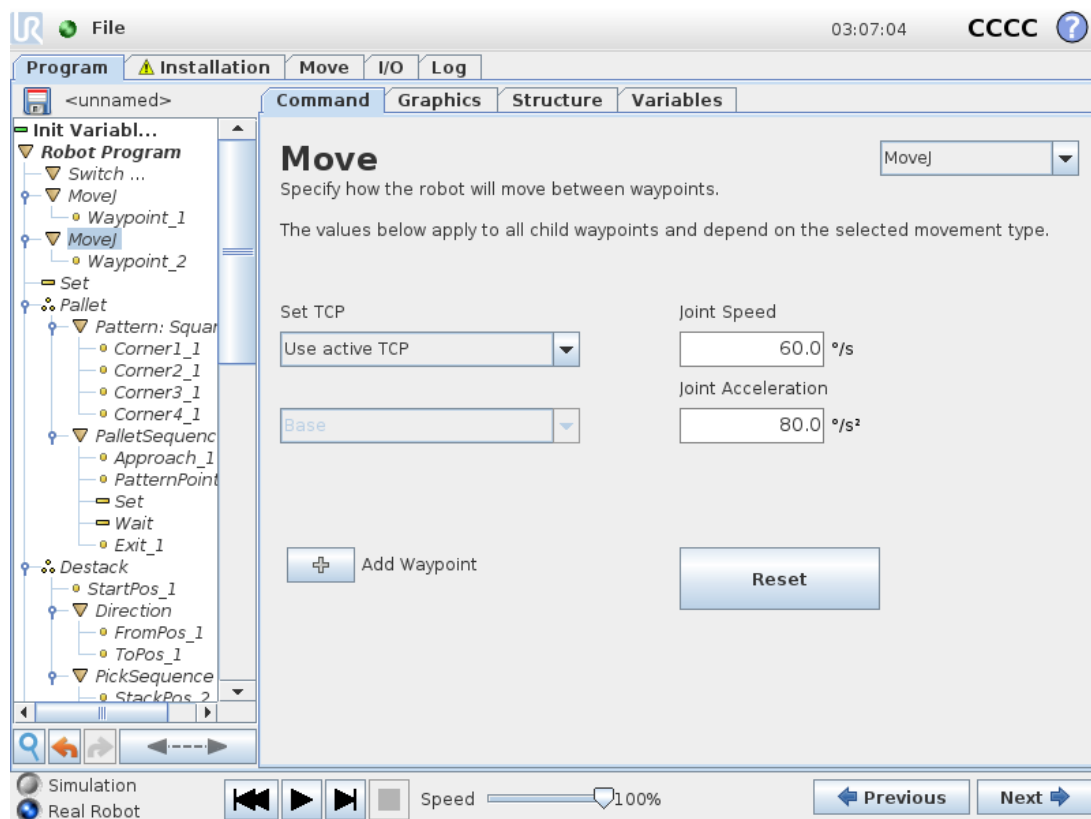 UR File 03:07:04 CCCC ?
Program Installation Move I/O Log
<unnamed>
Command Graphics Structure Variables
Init Variabl...
Robot Program
Switch ...
MoveJ
Waypoint_1
MoveJ
Waypoint_2
Set
Pallet
Pattern: Squar
Corner1_1
Corner2_1
Corner3_1
Corner4_1
PalletSequenc
Approach_1
PatternPoint
Set
Wait
Exit_1
Destack
StartPos_1
Direction
FromPos_1
ToPos_1
PickSequence
StackPos_2
Move
MoveJ
Specify how the robot will move between waypoints.
The values below apply to all child waypoints and depend on the selected movement type.
Set TCP
Use active TCP
Base
Joint Speed
60.0 °/s
Joint Acceleration
80.0 °/s²
Add Waypoint
Reset
Simulation
Real Robot
Speed 100%
Previous Next